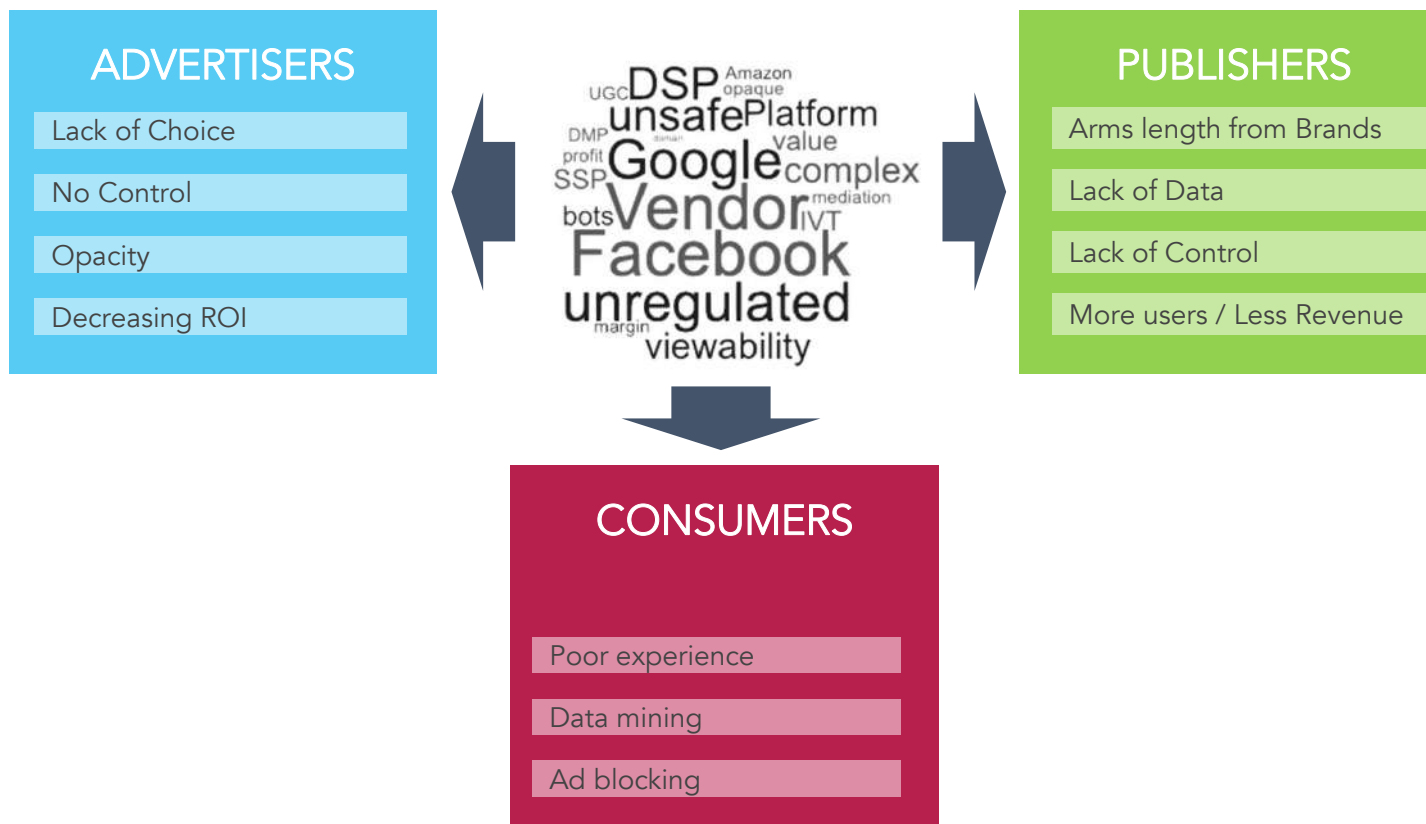 ADVERTISERS
Lack of Choice
No Control
Opacity
Decreasing ROI
UGC DSP Amazon
opaque
unsafe Platform
DMP value
profit Google complex
SSP mediation
bots Vendor IVT
Facebook
unregulated
margin
viewability
PUBLISHERS
Arms length from Brands
Lack of Data
Lack of Control
More users / Less Revenue
CONSUMERS
Poor experience
Data mining
Ad blocking